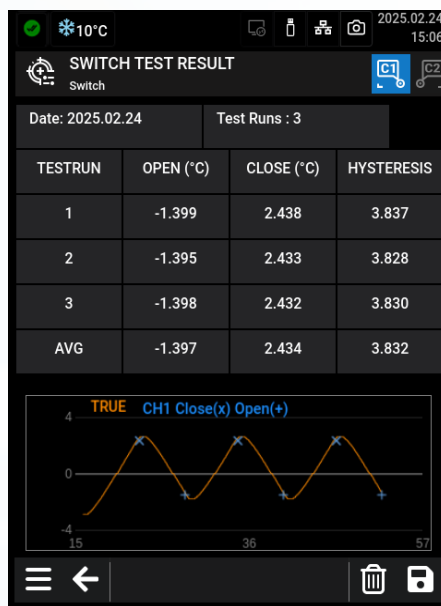 10°C
2025.02.24
15:06
SWITCH TEST RESULT
Switch
C1
C2
Date: 2025.02.24 Test Runs : 3
TESTRUN OPEN (°C) CLOSE (°C) HYSTERESIS
1 -1.399 2.438 3.837
2 -1.395 2.433 3.828
3 -1.398 2.432 3.830
AVG -1.397 2.434 3.832
TRUE CH1 Close(x) Open(+)
4
0
-4
15 36 57